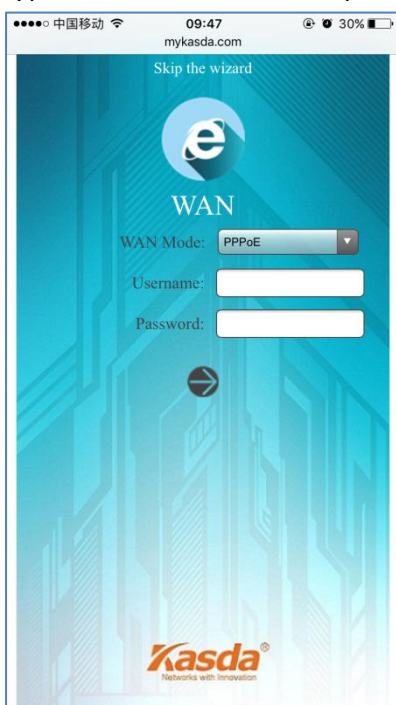 中国移动 09:47 30%
mykasda.com
Skip the wizard
WAN
WAN Mode: PPPoE
Username:
Password:
Kasda®
Networks with Innovation